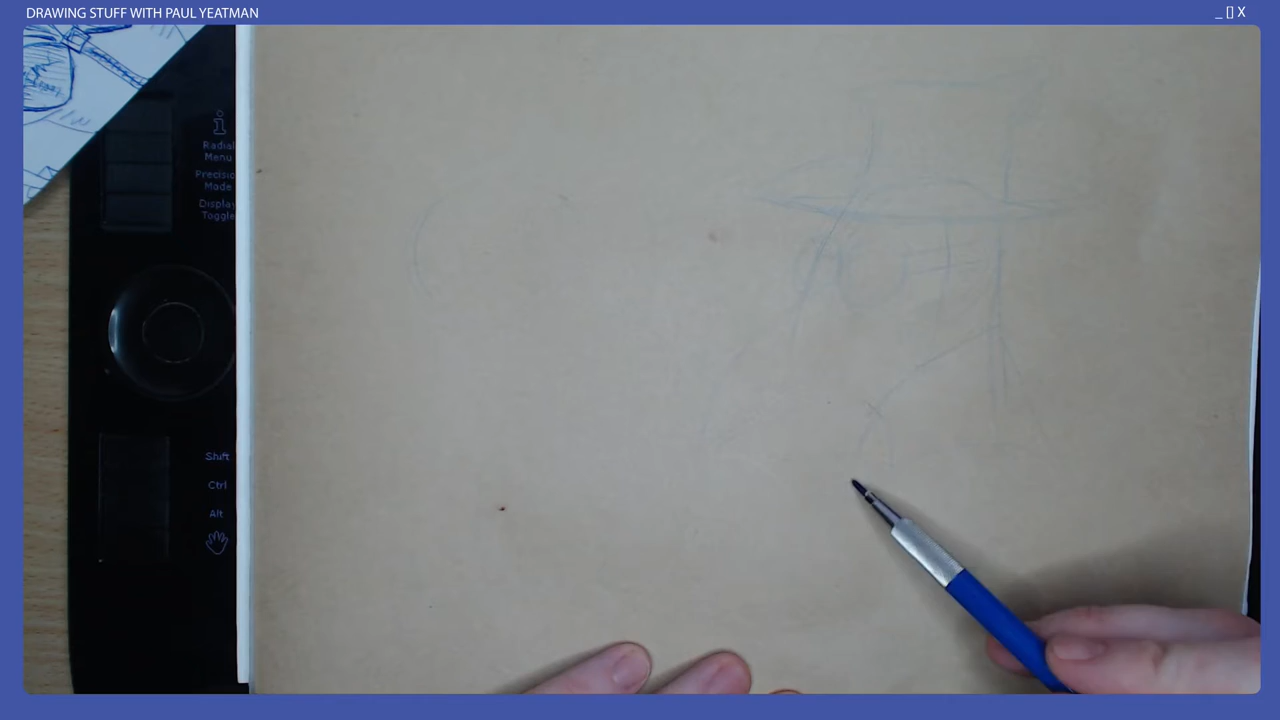 DRAWING STUFF WITH PAUL YEATMAN
_ [] X
Radial
Menu
Precisio
Mode
Display
Toggle
Shift
Ctrl
Alt